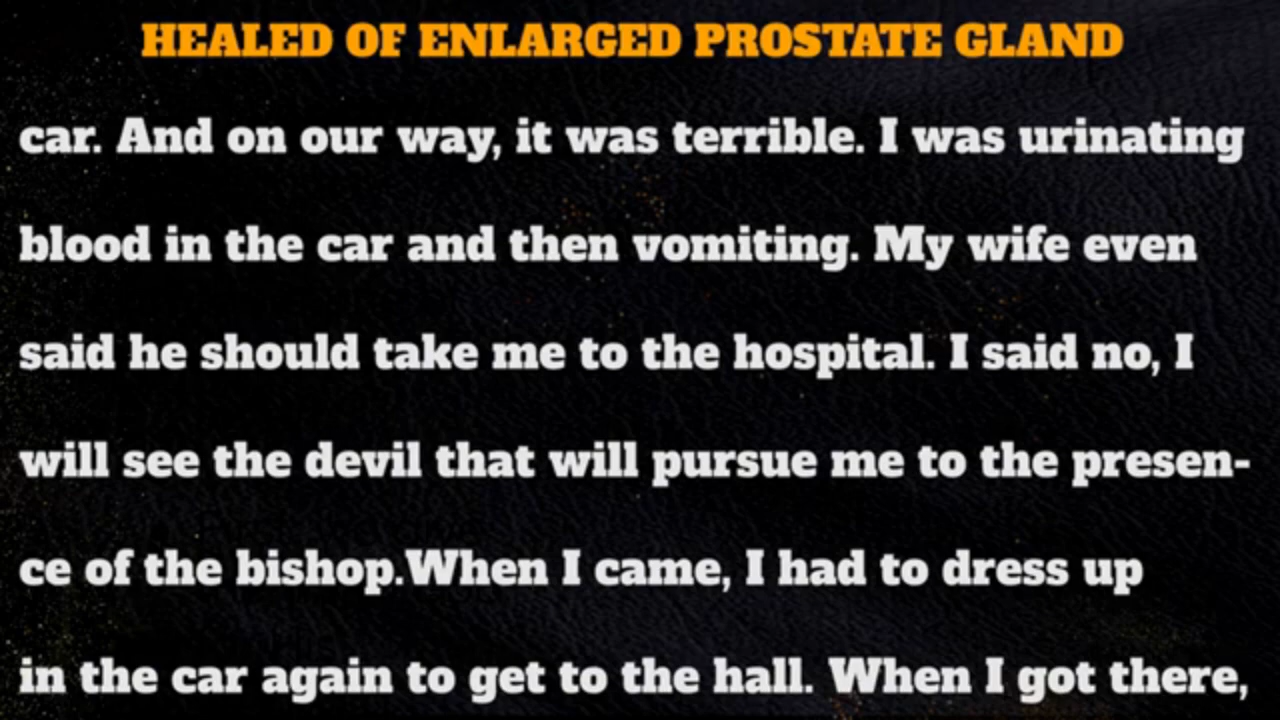 HEALED OF ENLARGED PROSTATE GLAND
car. And on our way, it was terrible. I was urinating
blood in the car and then vomiting. My wife even
said he should take me to the hospital. I said no, I
will see the devil that will pursue me to the presen-
ce of the bishop.When I came, I had to dress up
in the car again to get to the hall. When I got there,